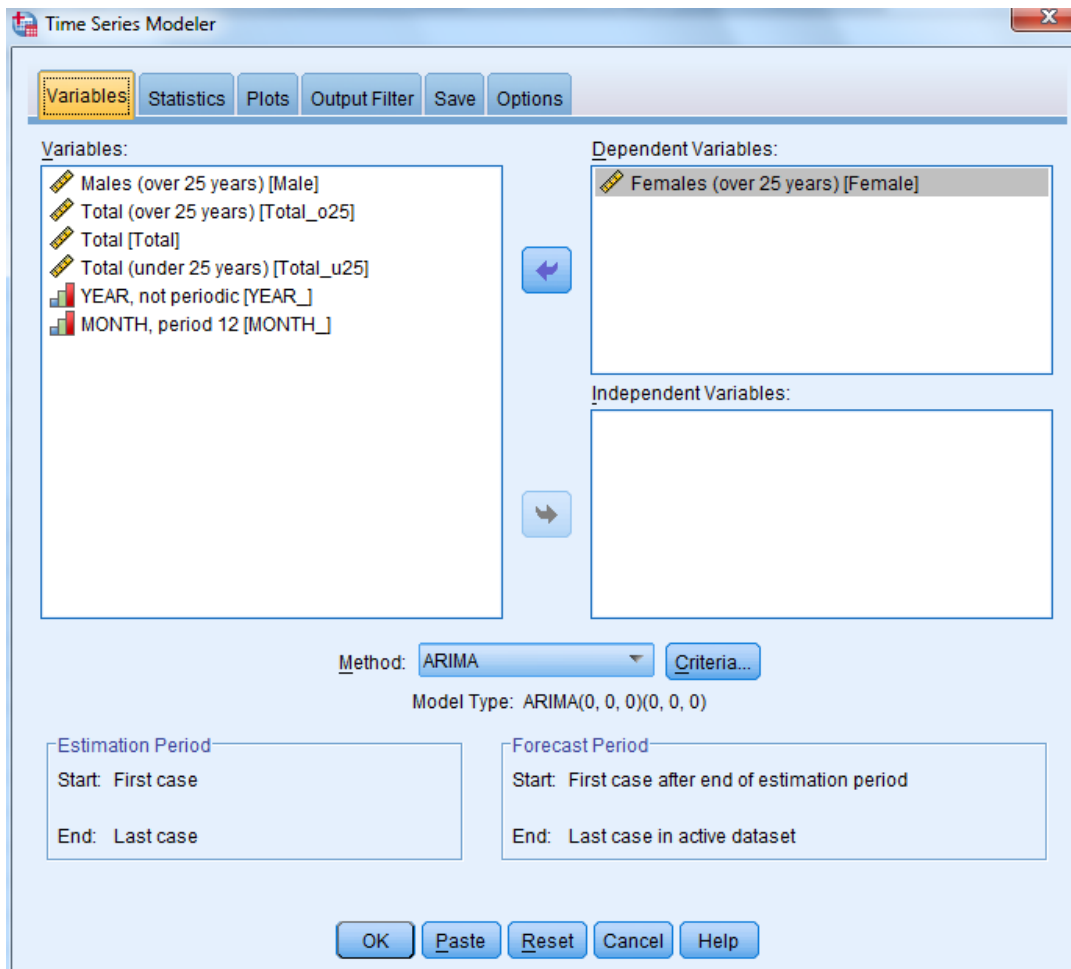 Time Series Modeler
X
Variables Statistics Plots Output Filter Save Options
Variables:
Males (over 25 years) [Male]
Total (over 25 years) [Total_o25]
Total [Total]
Total (under 25 years) [Total_u25]
YEAR, not periodic [YEAR_]
MONTH, period 12 [MONTH_]
Dependent Variables:
Females (over 25 years) [Female]
Independent Variables:
Method: ARIMA Criteria...
Model Type: ARIMA(0, 0, 0)(0, 0, 0)
Estimation Period
Start: First case
End: Last case
Forecast Period
Start: First case after end of estimation period
End: Last case in active dataset
OK Paste Reset Cancel Help